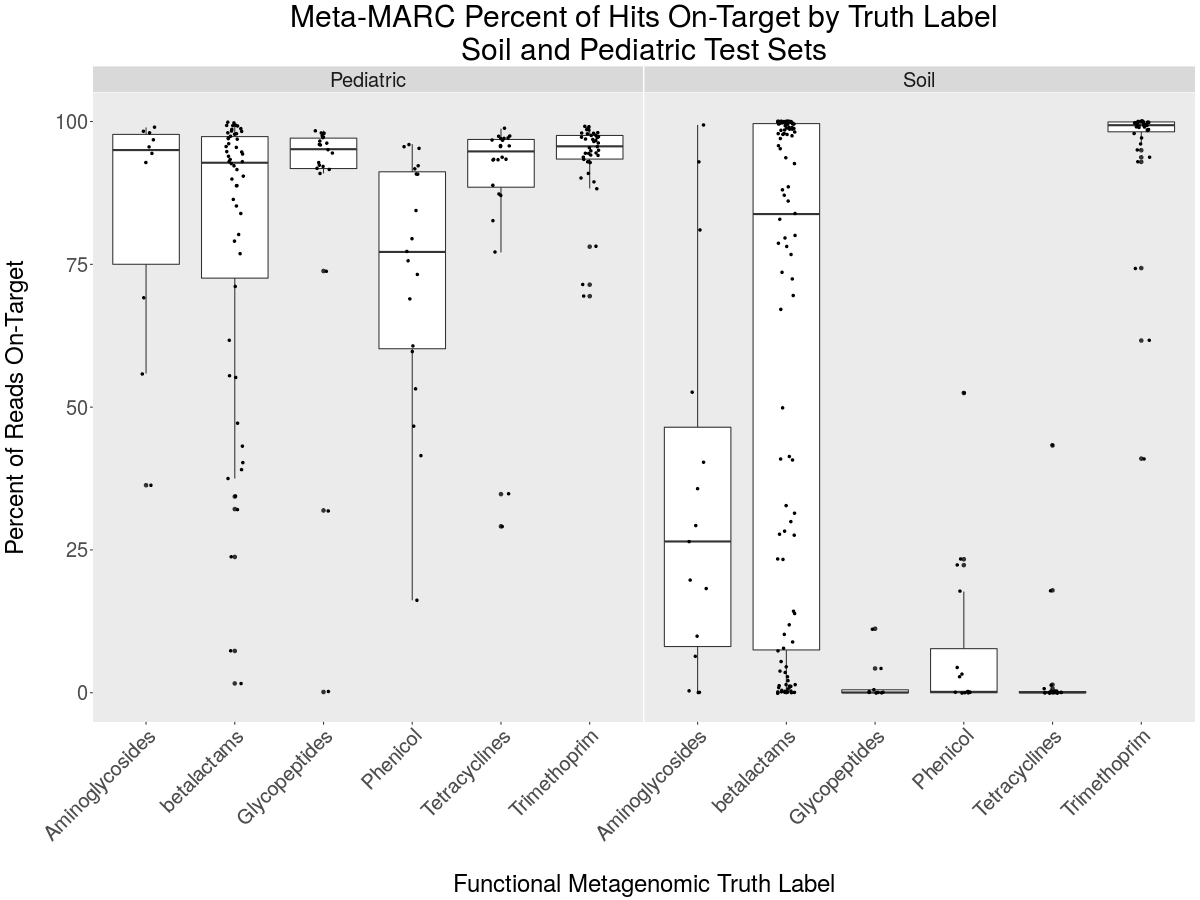 Meta-MARC Percent of Hits On-Target by Truth Label
Soil and Pediatric Test Sets
Pediatric
Soil
Percent of Reads On-Target
100
75
50
25
0
Aminoglycosides
betalactams
Glycopeptides
Phenicol
Tetracyclines
Trimethoprim
Aminoglycosides
betalactams
Glycopeptides
Phenicol
Tetracyclines
Trimethoprim
Functional Metagenomic Truth Label